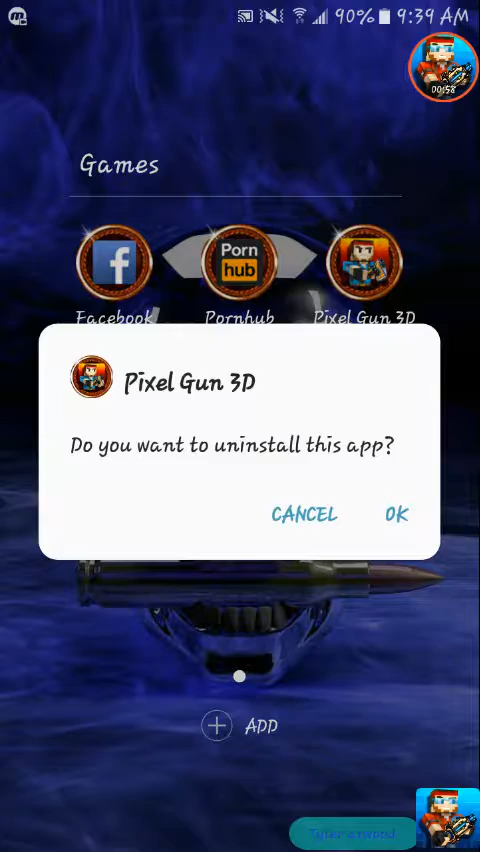 90% 9:39 AM
00:58
Games
Porn
hub
Facebook
Pornhub
Pixel Gun 3D
Pixel Gun 3D
Do you want to uninstall this app?
CANCEL
OK
ADD